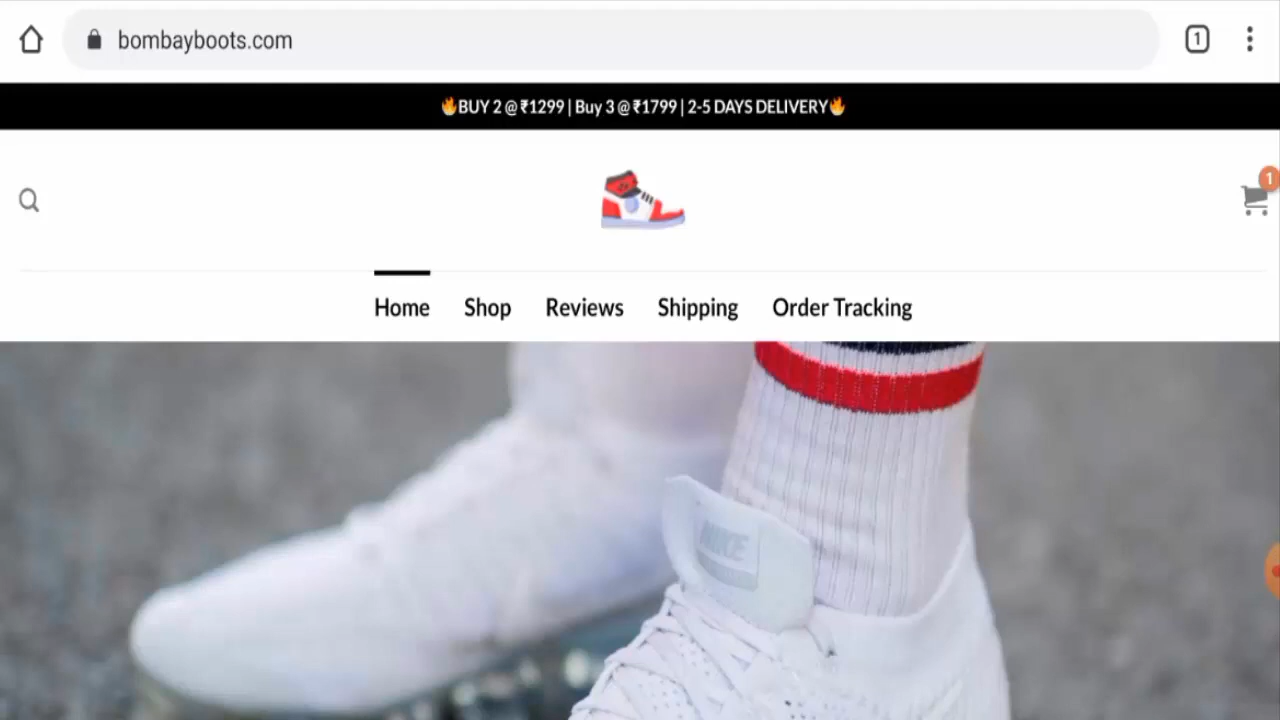 bombayboots.com
1
🔥BUY 2 @ ₹1299 | Buy 3 @ ₹1799 | 2-5 DAYS DELIVERY🔥
1
Home Shop Reviews Shipping Order Tracking
NIKE